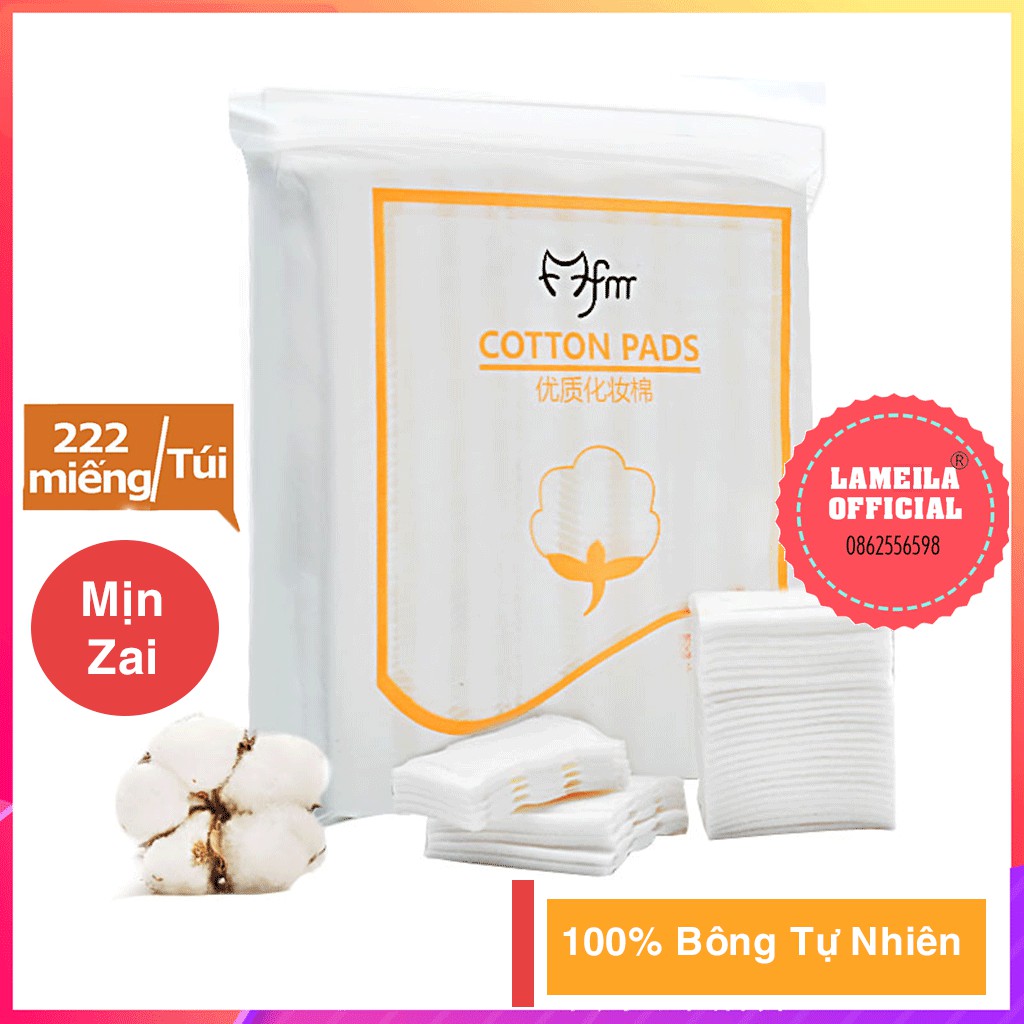 COTTON PADS
优质化妆棉
222
miếng/Túi
Mịn
Zai
LAMEILA®
OFFICIAL
0862556598
100% Bông Tự Nhiên